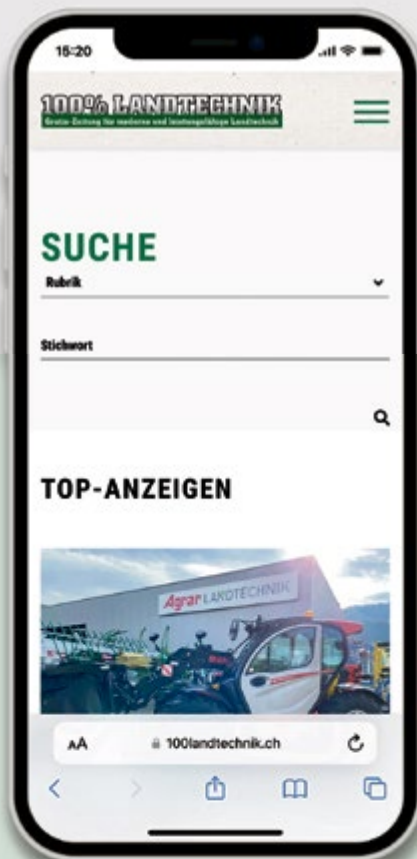 15:20
100% LANDTECHNIK
Gratis-Zeitung für moderne und leistungsfähige Landtechnik
SUCHE
Rubrik
Stichwort
TOP-ANZEIGEN
Agrar LANDTECHNIK
AA
100landtechnik.ch